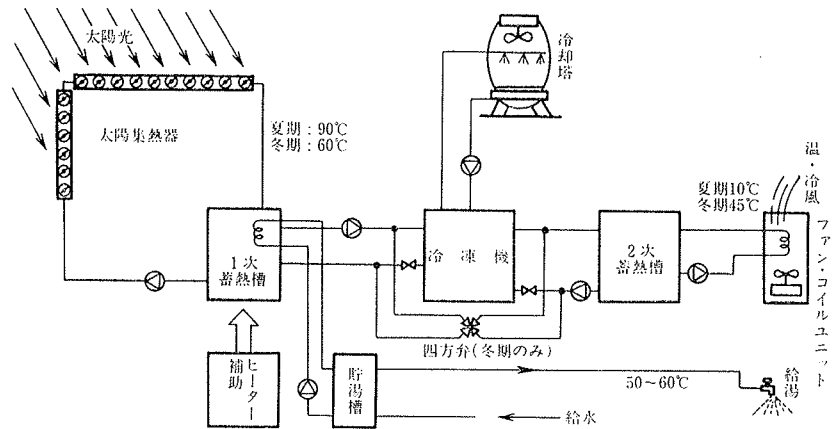 太陽光
太陽集熱器
夏期：90℃
冬期：60℃
冷却塔
1次
蓄熱槽
冷凍機
2次
蓄熱槽
夏期10℃
冬期45℃
温・冷風
ファン・コイルユニット
四方弁(冬期のみ)
補助
ヒーター
貯湯槽
50～60℃
給湯
給水